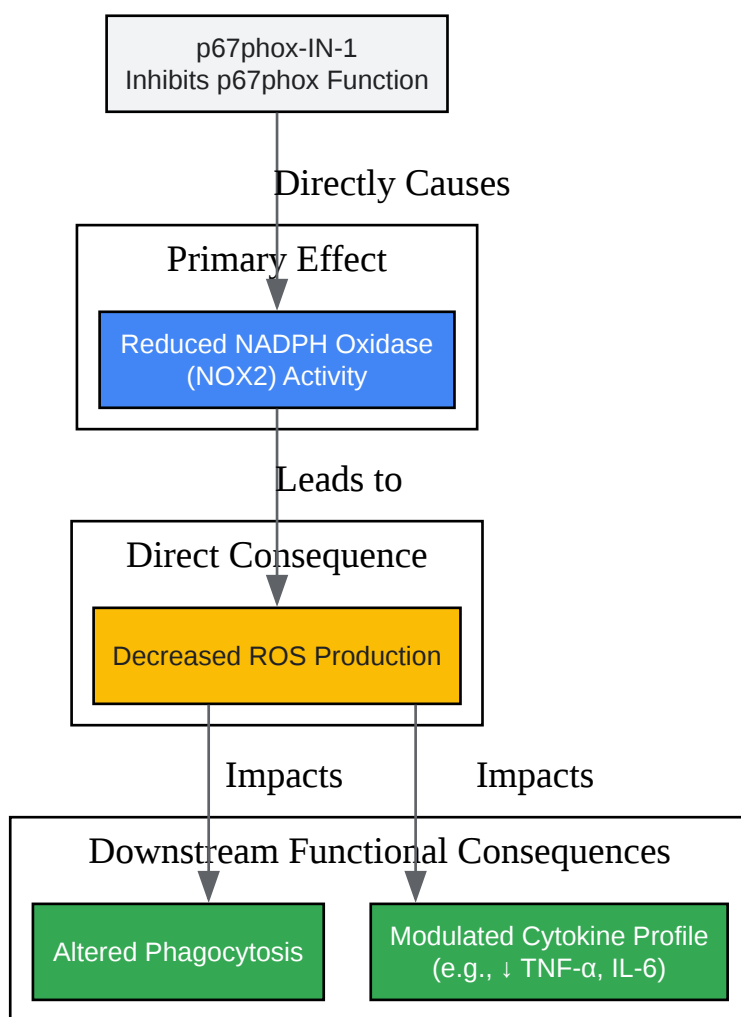 p67phox-IN-1
Inhibits p67phox Function
Directly Causes
Primary Effect
Reduced NADPH Oxidase
(NOX2) Activity
Leads to
Direct Consequence
Decreased ROS Production
Impacts
Impacts
Downstream Functional Consequences
Altered Phagocytosis
Modulated Cytokine Profile
(e.g., ↓ TNF-α, IL-6)